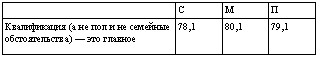 С М П
Квалификация (а не пол и не семейные 78,1 80,1 79,1
обстоятельства) — это главное